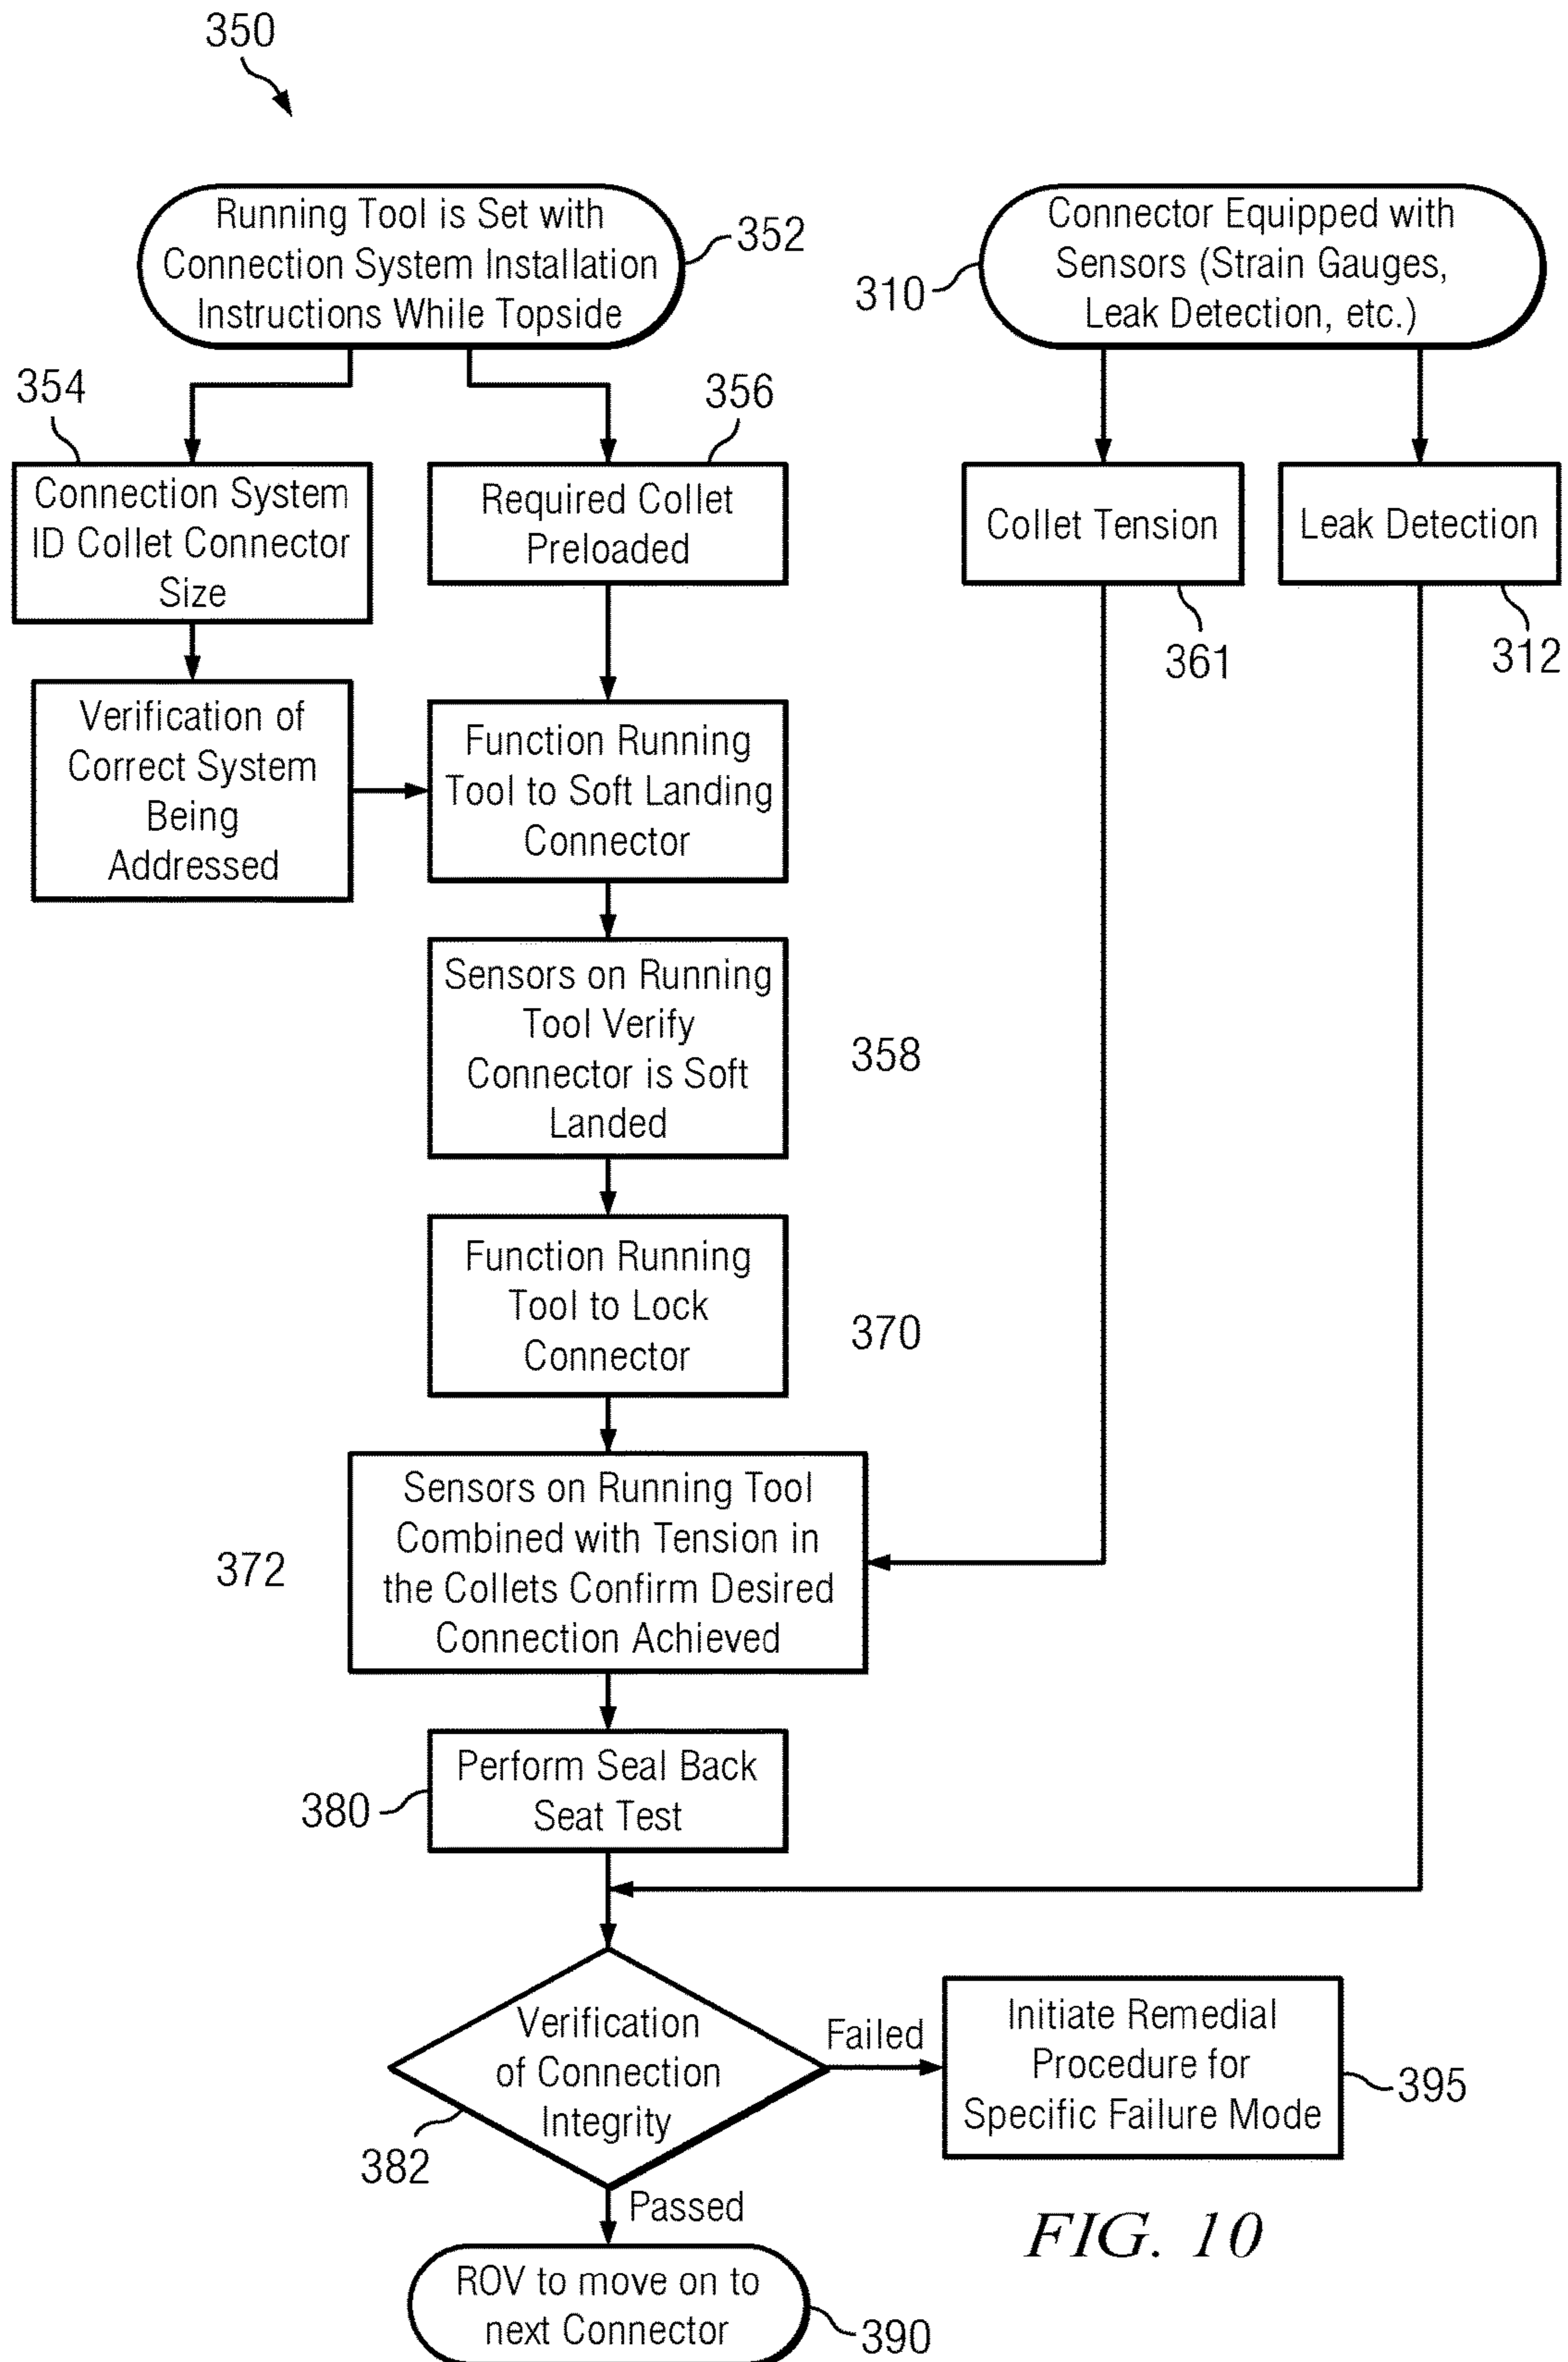 350
Running Tool is Set with
Connection System Installation
Instructions While Topside
352
Connector Equipped with
Sensors (Strain Gauges,
Leak Detection, etc.)
310
354
Connection System
ID Collet Connector
Size
356
Required Collet
Preloaded
Collet Tension
361
Leak Detection
312
Verification of
Correct System
Being
Addressed
Function Running
Tool to Soft Landing
Connector
Sensors on Running
Tool Verify
Connector is Soft
Landed
358
Function Running
Tool to Lock
Connector
370
Sensors on Running Tool
Combined with Tension in
the Collets Confirm Desired
Connection Achieved
372
Perform Seal Back
Seat Test
380
Verification
of Connection
Integrity
382
Failed
Initiate Remedial
Procedure for
Specific Failure Mode
395
Passed
ROV to move on to
next Connector
390
FIG. 10